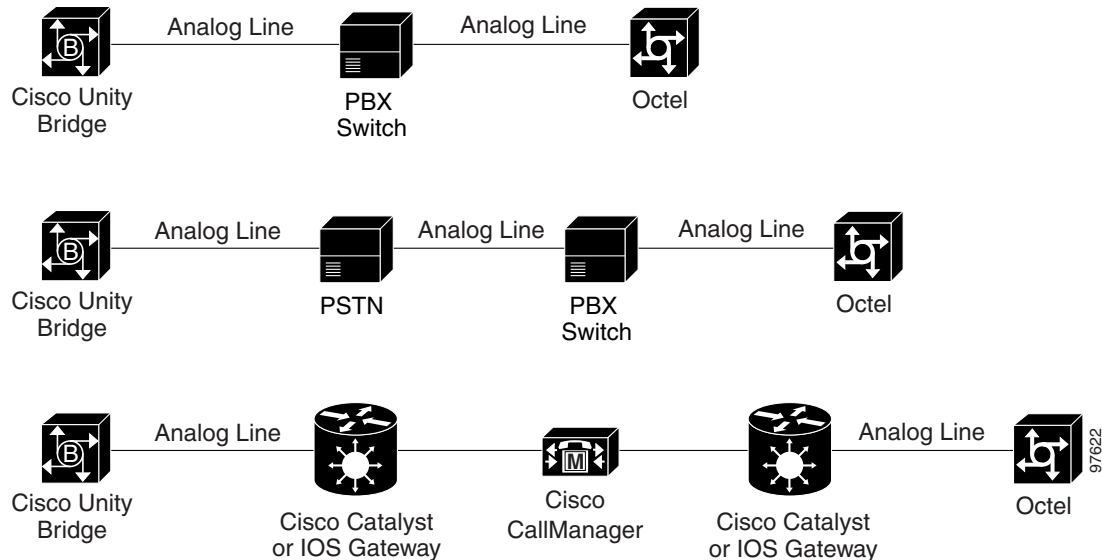 Analog Line
Analog Line
Cisco Unity
Bridge
B
PBX
Switch
Octel
Analog Line
Analog Line
Analog Line
Cisco Unity
Bridge
B
PSTN
PBX
Switch
Octel
Analog Line
Analog Line
Cisco Unity
Bridge
B
Cisco Catalyst
or IOS Gateway
M
Cisco
CallManager
Cisco Catalyst
or IOS Gateway
Octel
97622